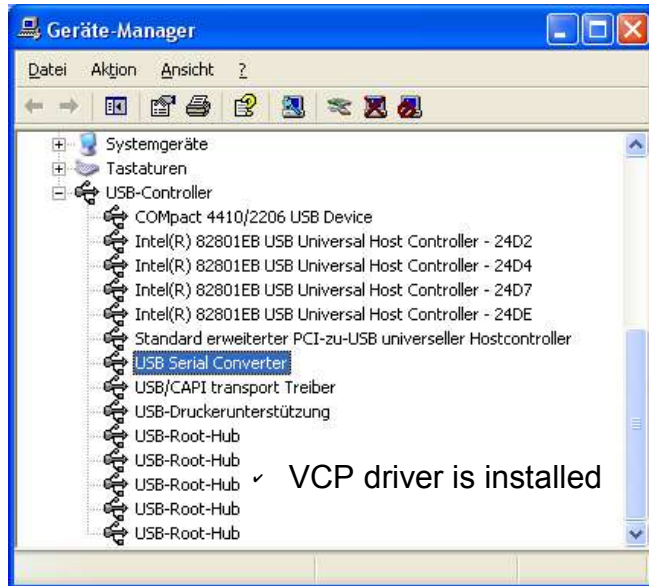 Geräte-Manager
Datei Aktion Ansicht ?
Systemgeräte
Tastaturen
USB-Controller
COMpact 4410/2206 USB Device
Intel(R) 82801EB USB Universal Host Controller - 24D2
Intel(R) 82801EB USB Universal Host Controller - 24D4
Intel(R) 82801EB USB Universal Host Controller - 24D7
Intel(R) 82801EB USB Universal Host Controller - 24DE
Standard erweiterter PCI-zu-USB universeller Hostcontroller
USB Serial Converter
USB/CAPI transport Treiber
USB-Druckerunterstützung
USB-Root-Hub
USB-Root-Hub
USB-Root-Hub ✓ VCP driver is installed
USB-Root-Hub
USB-Root-Hub